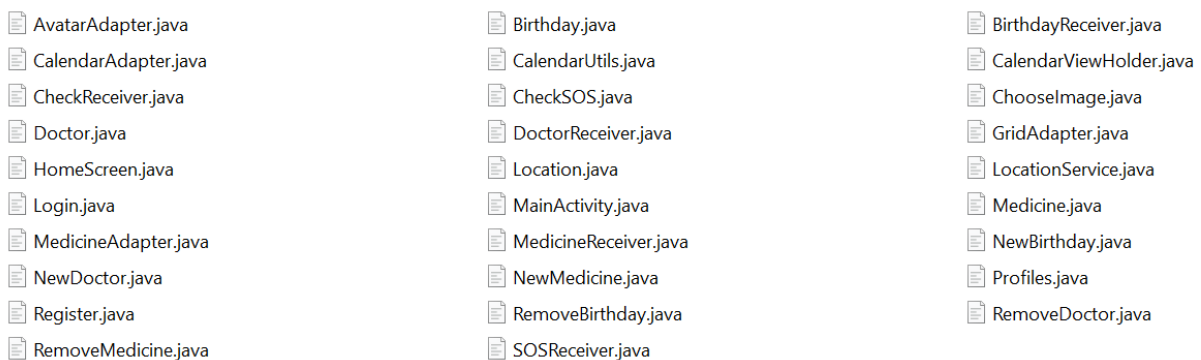 AvatarAdapter.java Birthday.java BirthdayReceiver.java
CalendarAdapter.java CalendarUtils.java CalendarViewHolder.java
CheckReceiver.java CheckSOS.java ChooseImage.java
Doctor.java DoctorReceiver.java GridAdapter.java
HomeScreen.java Location.java LocationService.java
Login.java MainActivity.java Medicine.java
MedicineAdapter.java MedicineReceiver.java NewBirthday.java
NewDoctor.java NewMedicine.java Profiles.java
Register.java RemoveBirthday.java RemoveDoctor.java
RemoveMedicine.java SOSReceiver.java